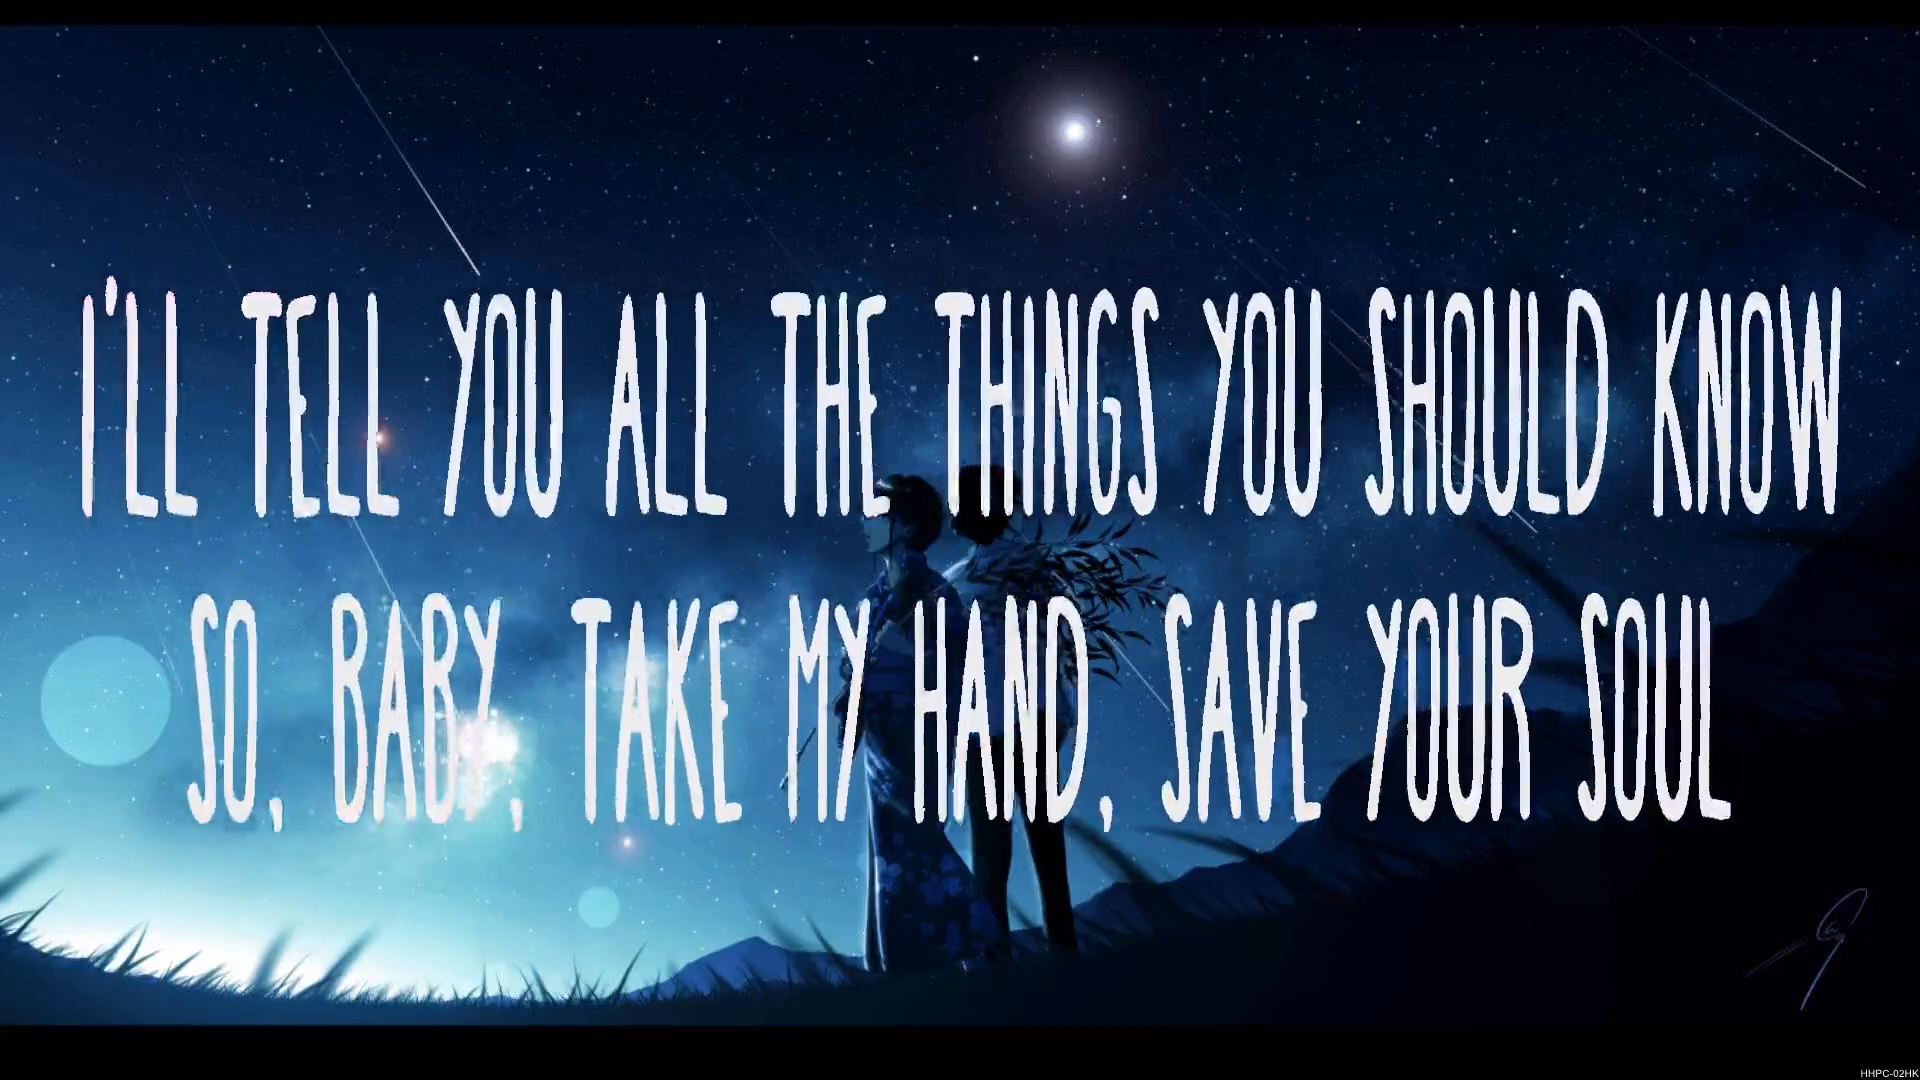 I'LL TELL YOU ALL THE THINGS YOU SHOULD KNOW
SO, BABY, TAKE MY HAND, SAVE YOUR SOUL
HHPC-02HK